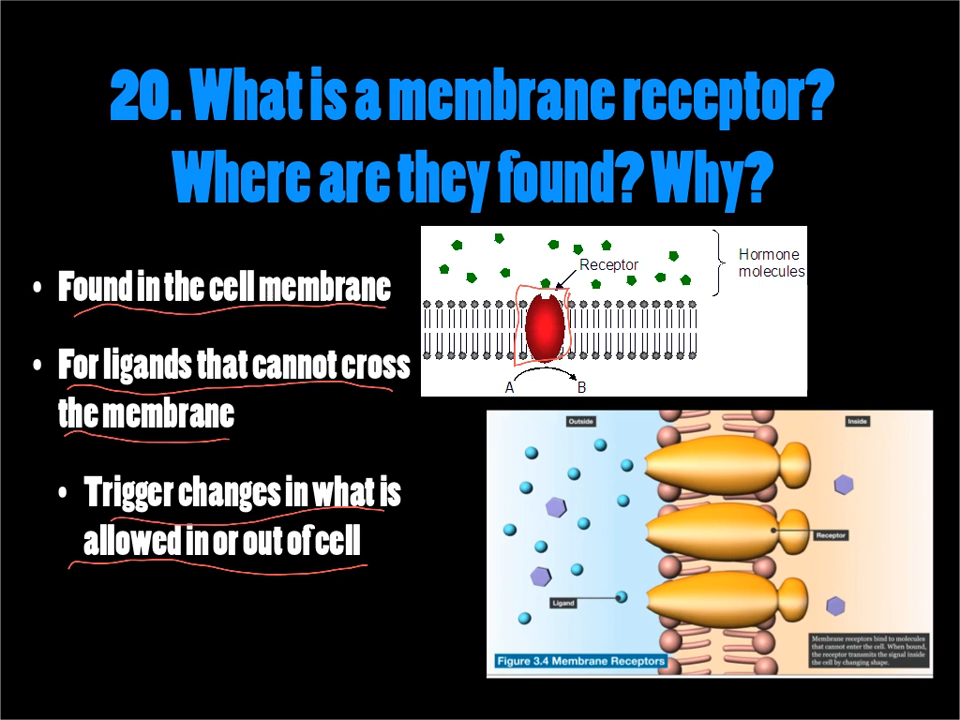 20. What is a membrane receptor?
Where are they found? Why?
• Found in the cell membrane
• For ligands that cannot cross
the membrane
• Trigger changes in what is
allowed in or out of cell
Receptor
Hormone
molecules
A
B
Outside
Inside
Receptor
Ligand
Membrane receptors bind to molecules
that cannot enter the cell. When bound,
the receptor transmits the signal inside
the cell by changing shape.
Figure 3.4 Membrane Receptors